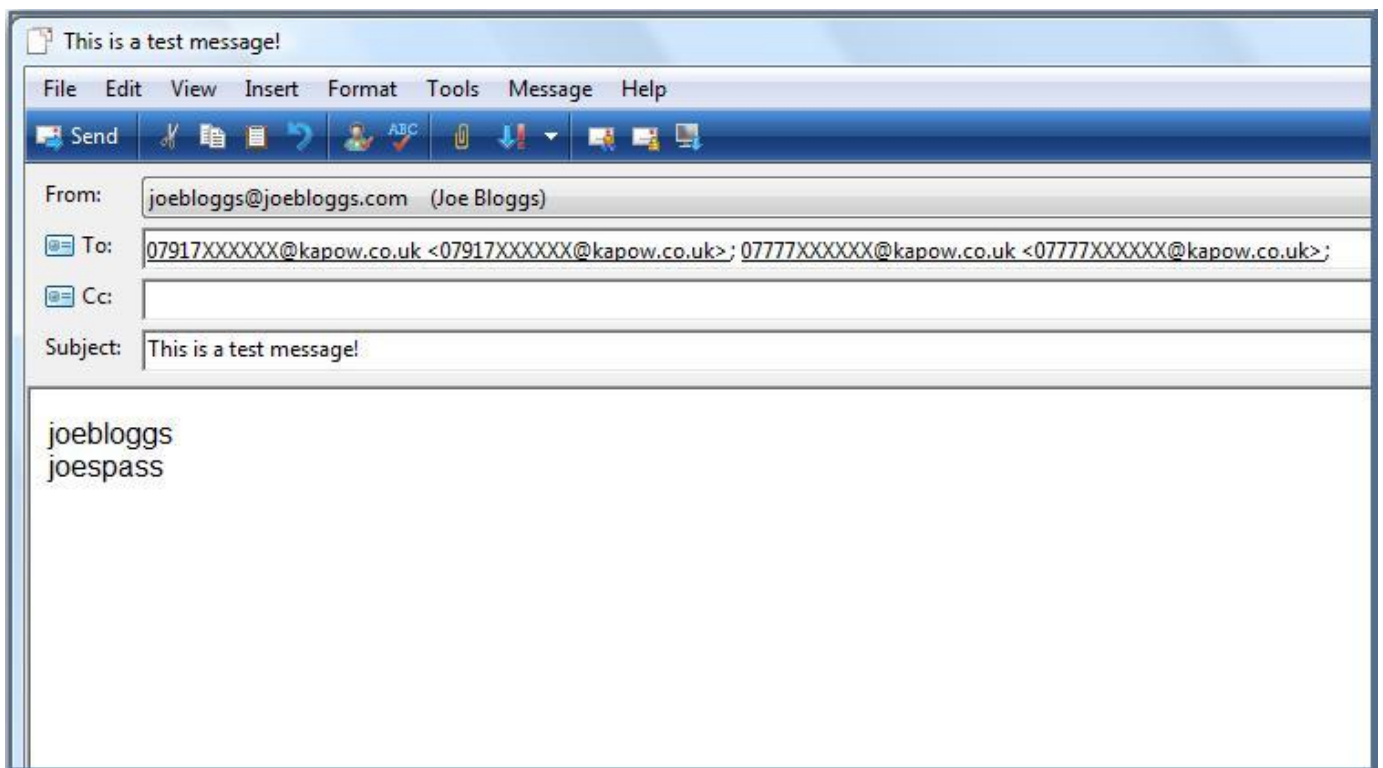 This is a test message!
File Edit View Insert Format Tools Message Help
Send ABC
From: joebloggs@joebloggs.com (Joe Bloggs)
To: 07917XXXXXX@kapow.co.uk <07917XXXXXX@kapow.co.uk>; 07777XXXXXX@kapow.co.uk <07777XXXXXX@kapow.co.uk>;
Cc:
Subject: This is a test message!
joebloggs
joespass